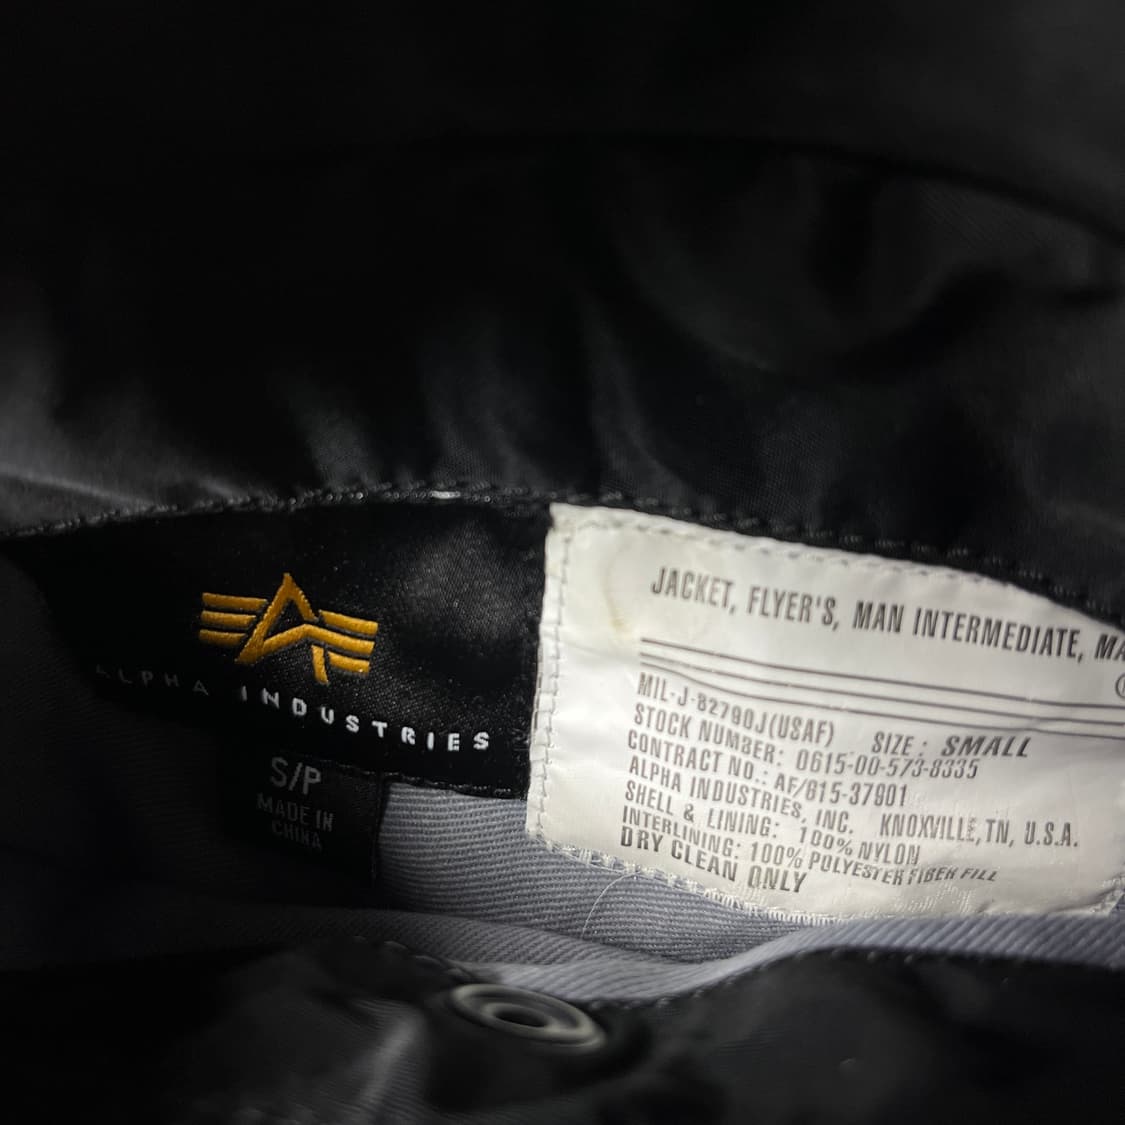 ALPHA INDUSTRIES
S/P
MADE IN
CHINA
JACKET, FLYER'S, MAN INTERMEDIATE, MA
MIL-J-82790J(USAF) SIZE: SMALL
STOCK NUMBER: 0615-00-573-8335
CONTRACT NO.: AF/615-37901
ALPHA INDUSTRIES, INC. KNOXVILLE, TN, U.S.A.
SHELL & LINING: 100% NYLON
INTERLINING: 100% POLYESTER FIBER FILL
DRY CLEAN ONLY